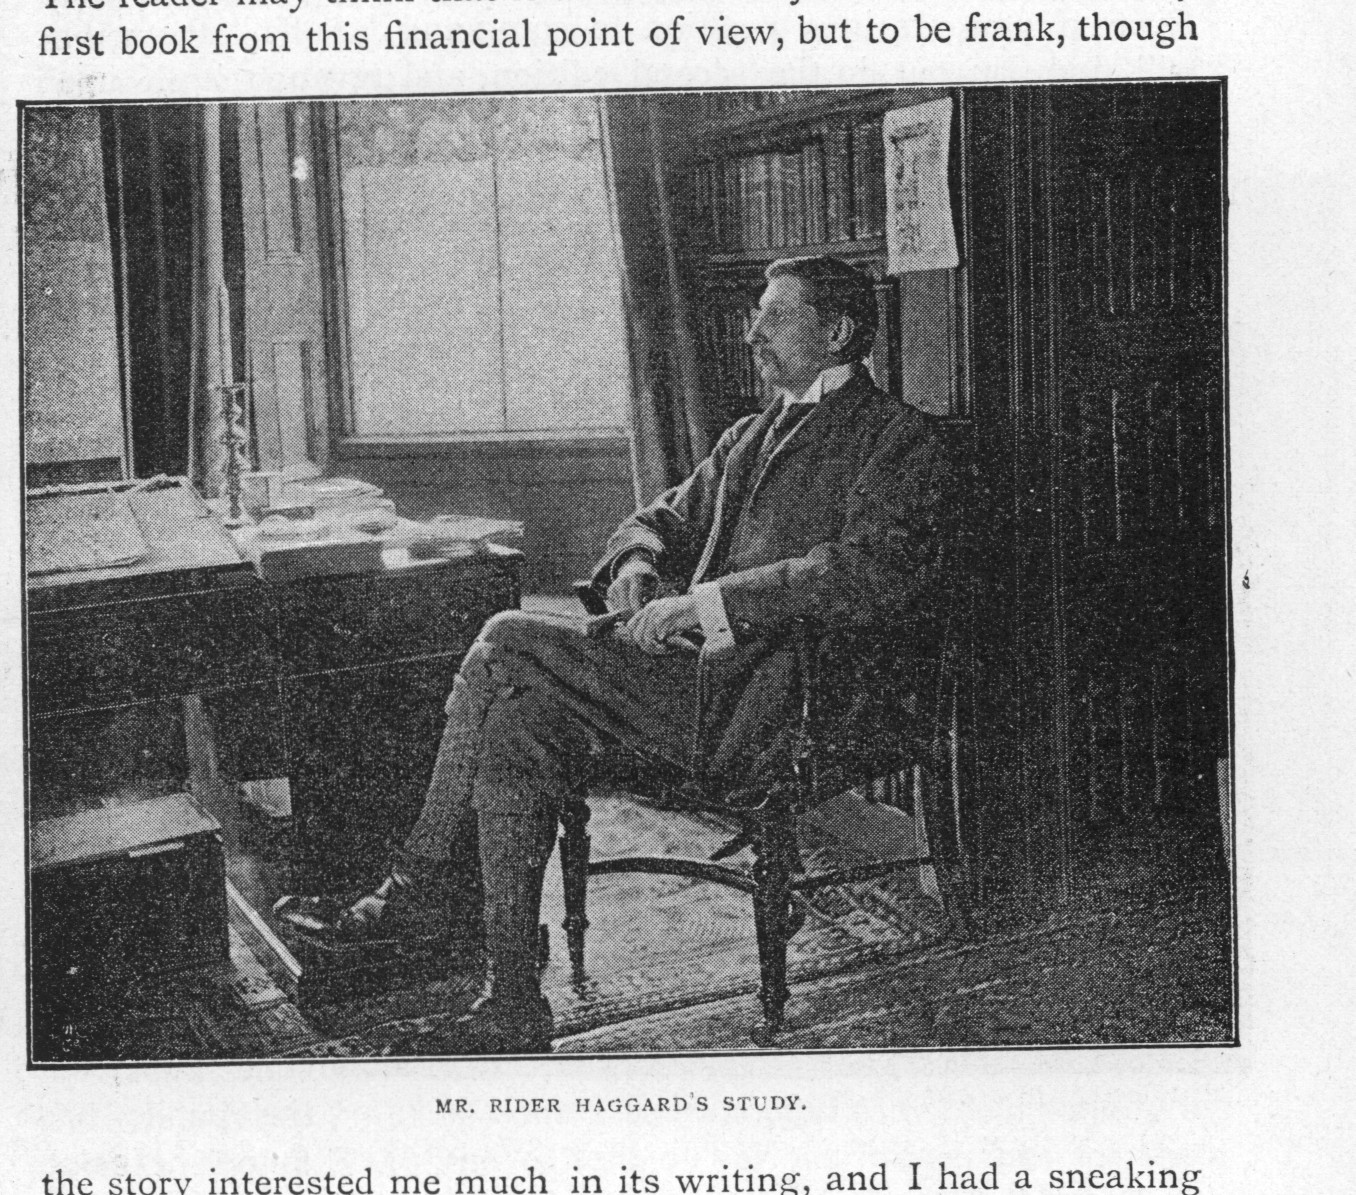 The reader may think
first book from this financial point of view, but to be frank, though
MR. RIDER HAGGARD'S STUDY.
the story interested me much in its writing, and I had a sneaking